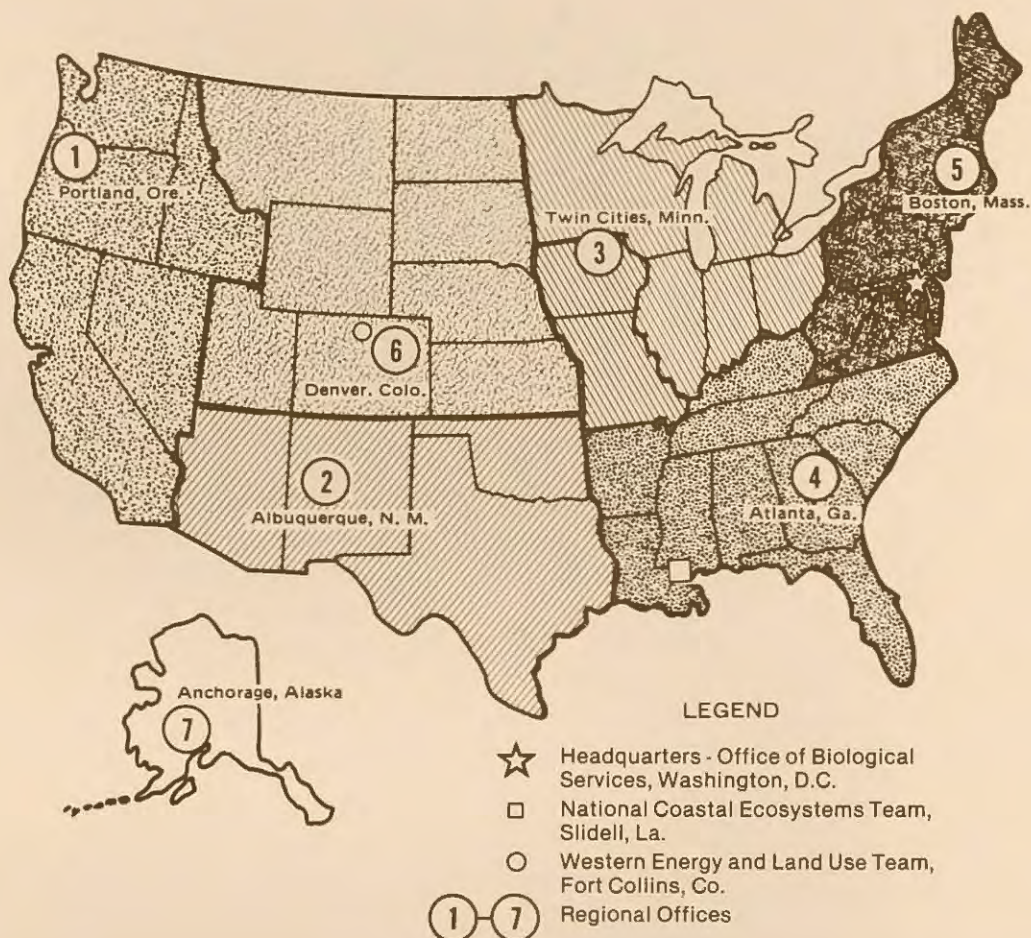 1
Portland, Ore.
5
Boston, Mass.
Twin Cities, Minn.
3
6
Denver. Colo.
2
Albuquerque, N. M.
4
Atlanta, Ga.
Anchorage, Alaska
7
LEGEND
Headquarters - Office of Biological
Services, Washington, D.C.
National Coastal Ecosystems Team,
Slidell, La.
Western Energy and Land Use Team,
Fort Collins, Co.
1-7 Regional Offices